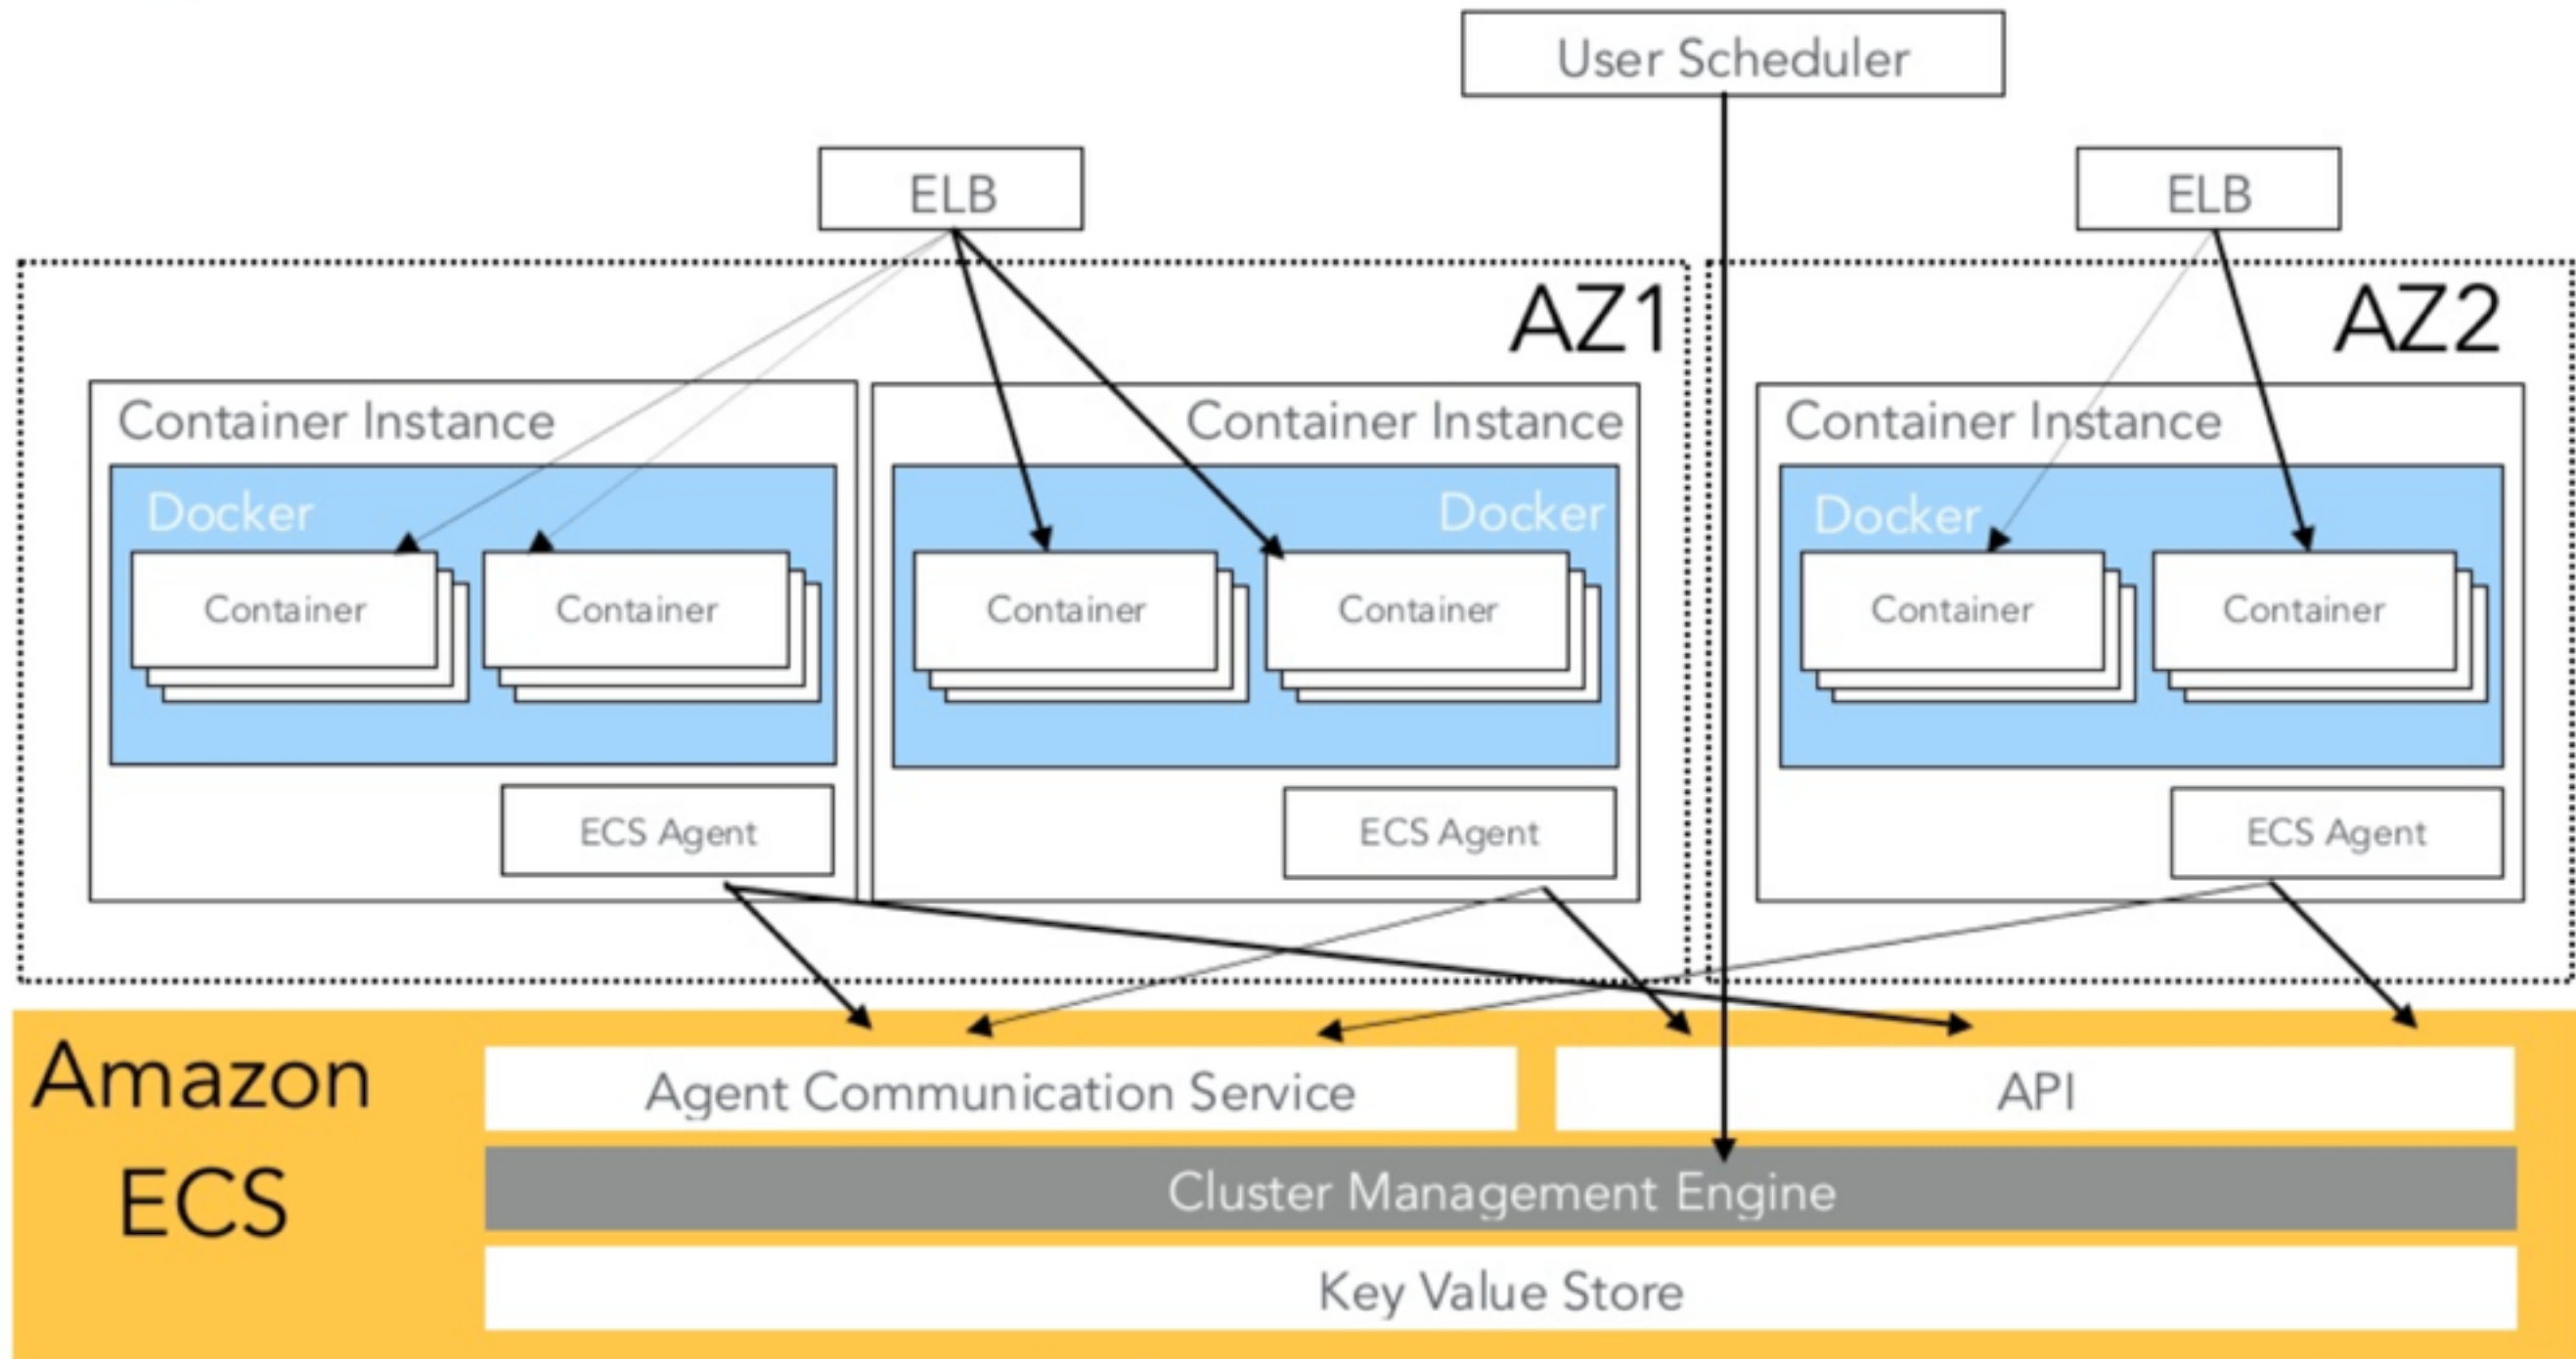 User Scheduler
ELB
ELB
AZ1
AZ2
Container Instance
Container Instance
Container Instance
Docker
Docker
Docker
Container
Container
Container
Container
Container
Container
ECS Agent
ECS Agent
ECS Agent
Amazon
ECS
Agent Communication Service
API
Cluster Management Engine
Key Value Store